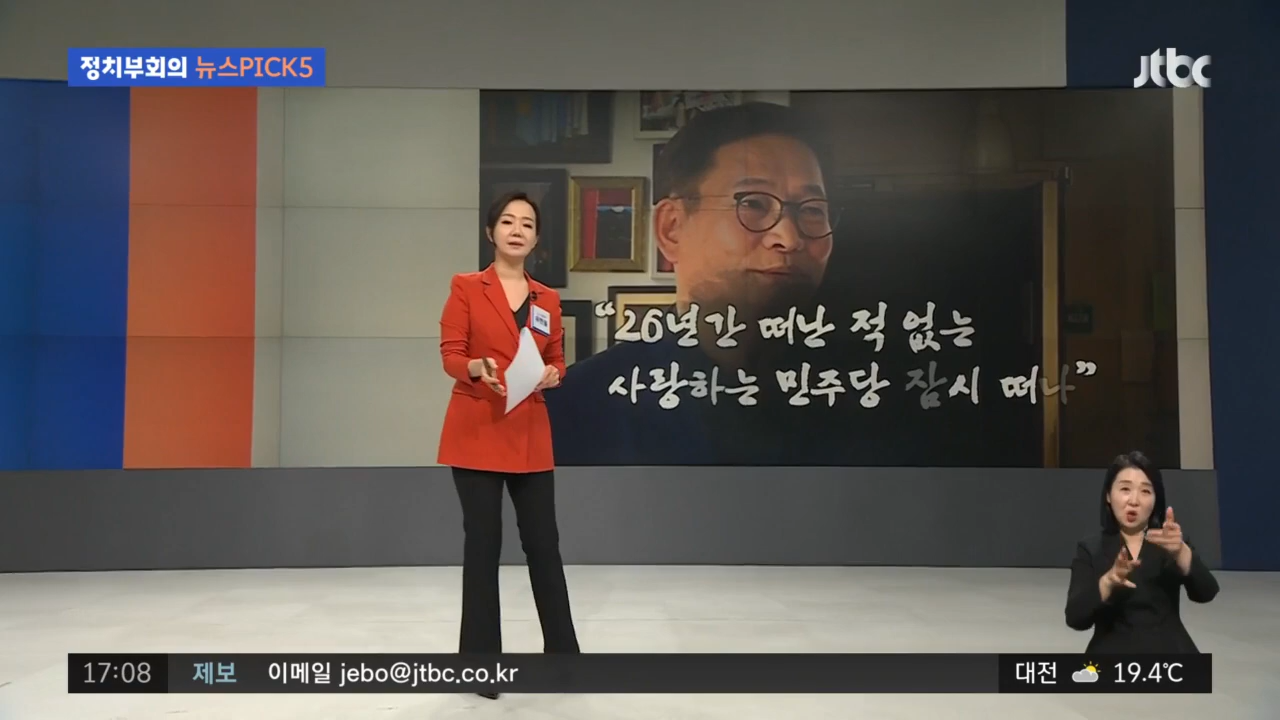 정치부회의 뉴스PICK5
jtbc
“26년간 떠난 적 없는
사랑하는 민주당 잠시 떠나”
17:08 제보 이메일 jebo@jtbc.co.kr 대전 19.4℃